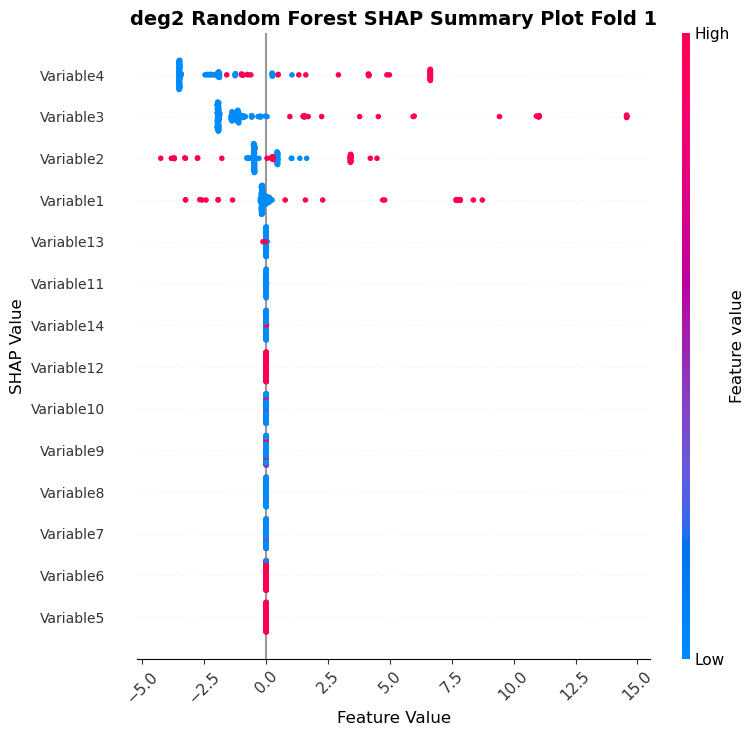 deg2 Random Forest SHAP Summary Plot Fold 1
High
Variable4
Variable3
Variable2
Variable1
Variable13
Variable11
Variable14
Variable12
Variable10
Variable9
Variable8
Variable7
Variable6
Variable5
SHAP Value
Feature value
Low
−5.0
−2.5
0.0
2.5
5.0
7.5
10.0
12.5
15.0
Feature Value